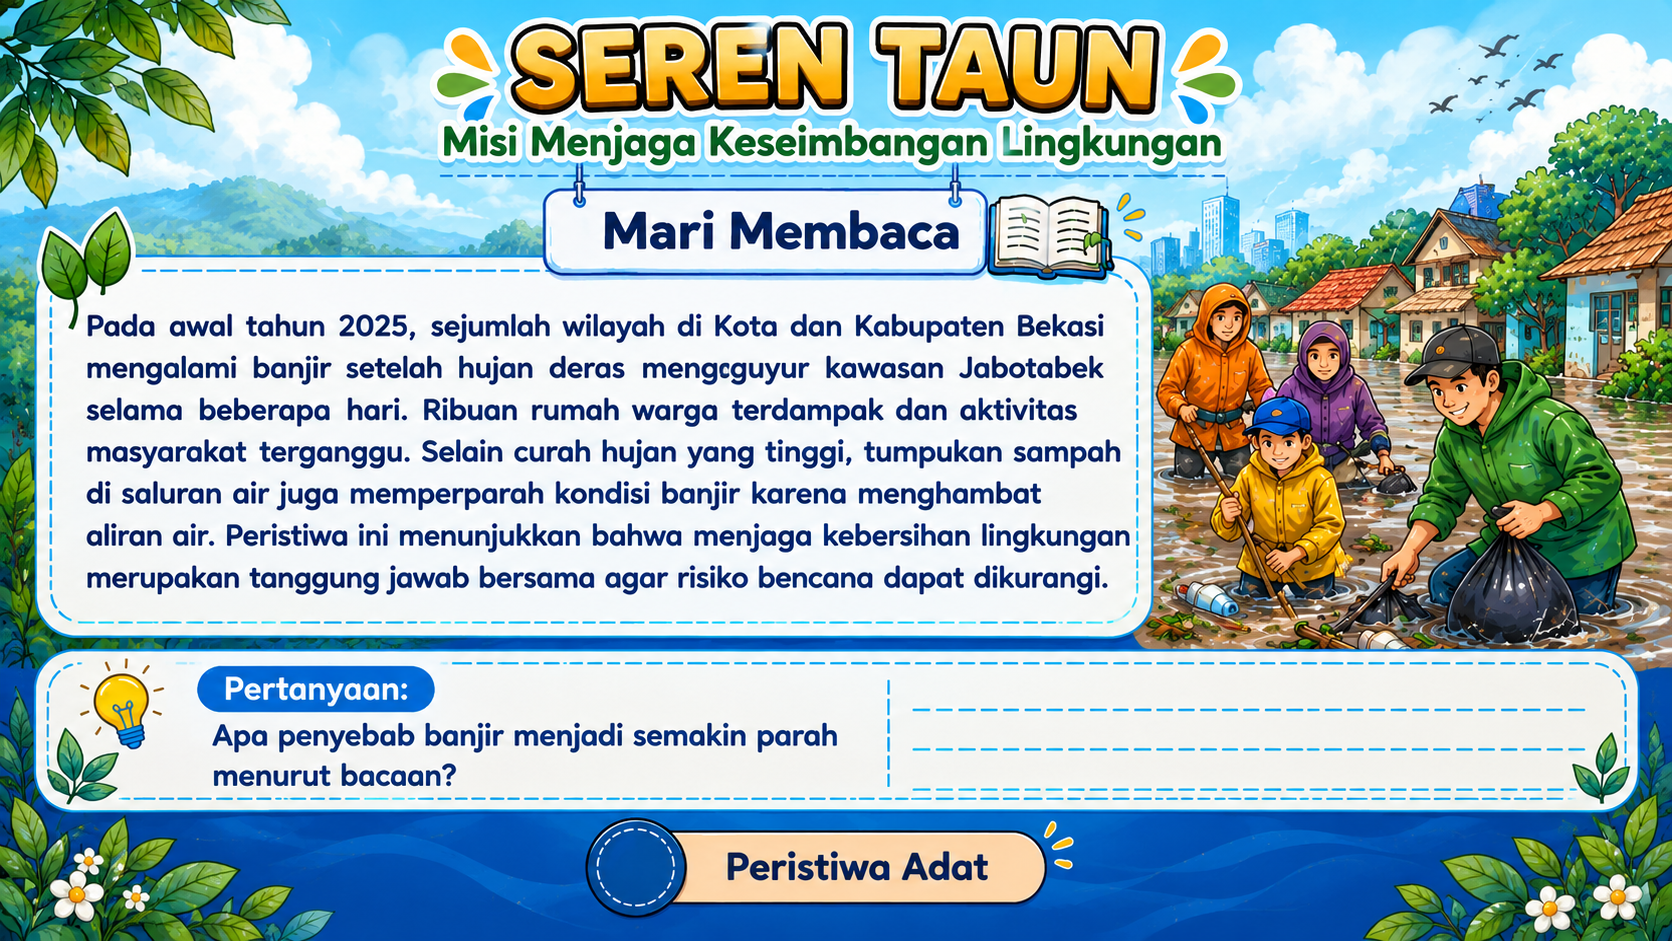 SEREN TAUN
Misi Menjaga Keseimbangan Lingkungan
Mari Membaca
Pada awal tahun 2025, sejumlah wilayah di Kota dan Kabupaten Bekasi
mengalami banjir setelah hujan deras mengcguyur kawasan Jabotabek
selama beberapa hari. Ribuan rumah warga terdampak dan aktivitas
masyarakat terganggu. Selain curah hujan yang tinggi, tumpukan sampah
di saluran air juga memperparah kondisi banjir karena menghambat
aliran air. Peristiwa ini menunjukkan bahwa menjaga kebersihan lingkungan
merupakan tanggung jawab bersama agar risiko bencana dapat dikurangi.
Pertanyaan:
Apa penyebab banjir menjadi semakin parah
menurut bacaan?
Peristiwa Adat